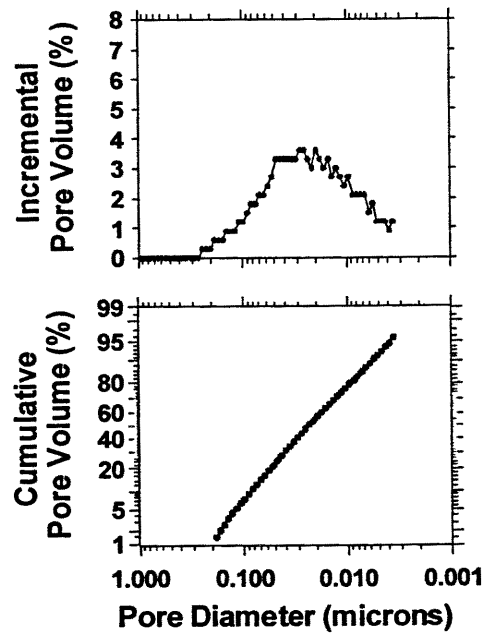 Incremental
Pore Volume (%)
8
7
6
5
4
3
2
1
0
Cumulative
Pore Volume (%)
99
95
80
60
40
20
5
1
1.000 0.100 0.010 0.001
Pore Diameter (microns)